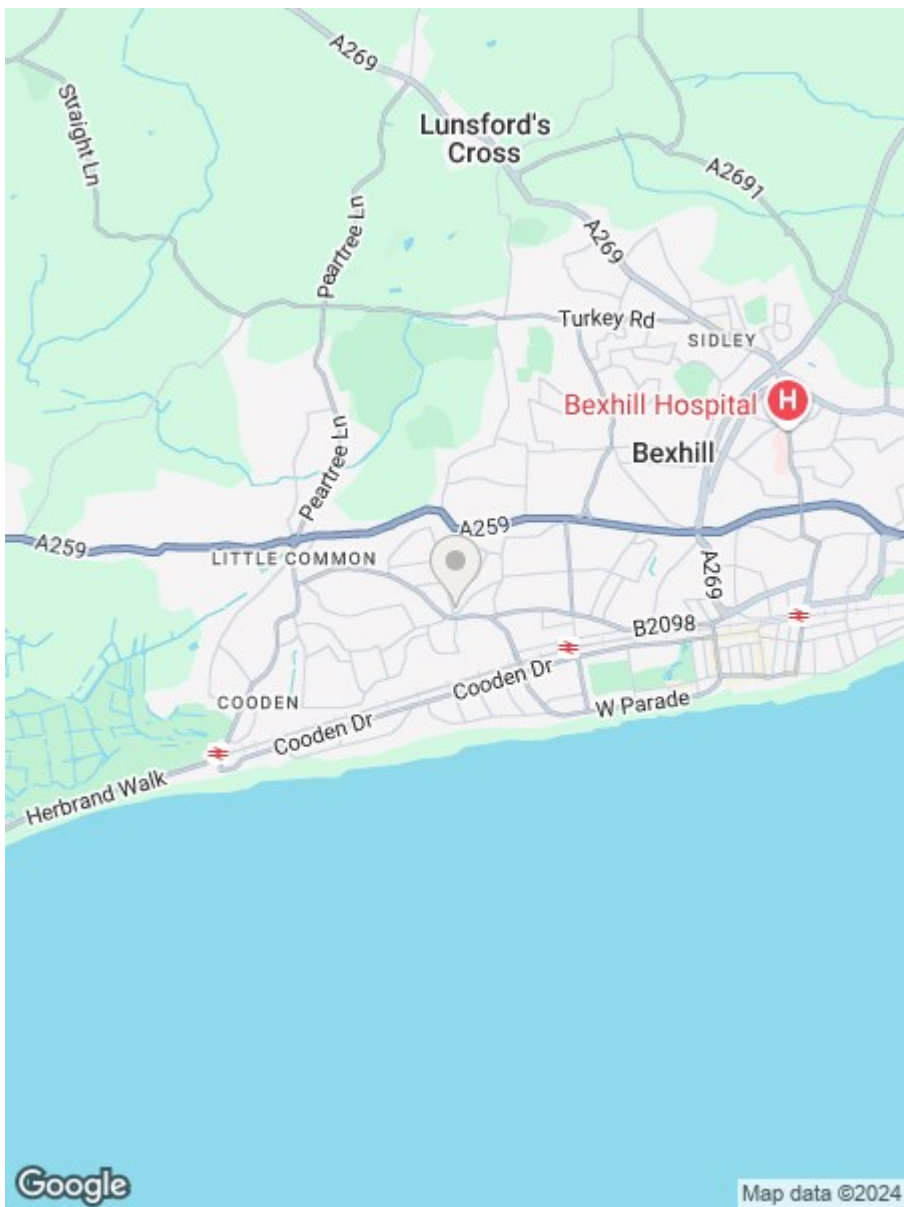 A269
Straight Ln
Lunsford's
Cross
A2691
Peartree Ln
A269
Turkey Rd
SIDLEY
Bexhill Hospital
H
Bexhill
Peartree Ln
A259
A259
LITTLE COMMON
A269
B2098
Cooden Dr
W Parade
COODEN
Cooden Dr
Herbrand Walk
Google
Map data ©2024